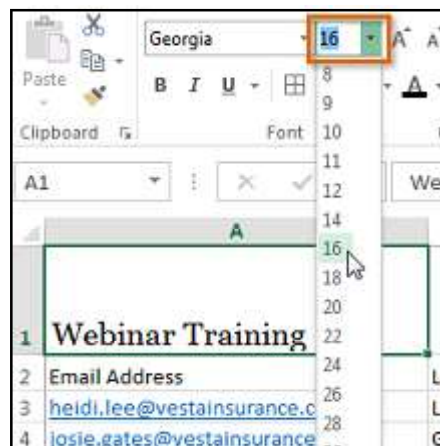 Georgia 16 A A
Paste
B I U A
Clipboard Font
8
9
10
11
12
14
16
18
20
22
24
26
28
A1 We
A
1 Webinar Training
2 Email Address L
3 heidi.lee@vestainsurance.c L
4 josie.gates@vestainsurance G